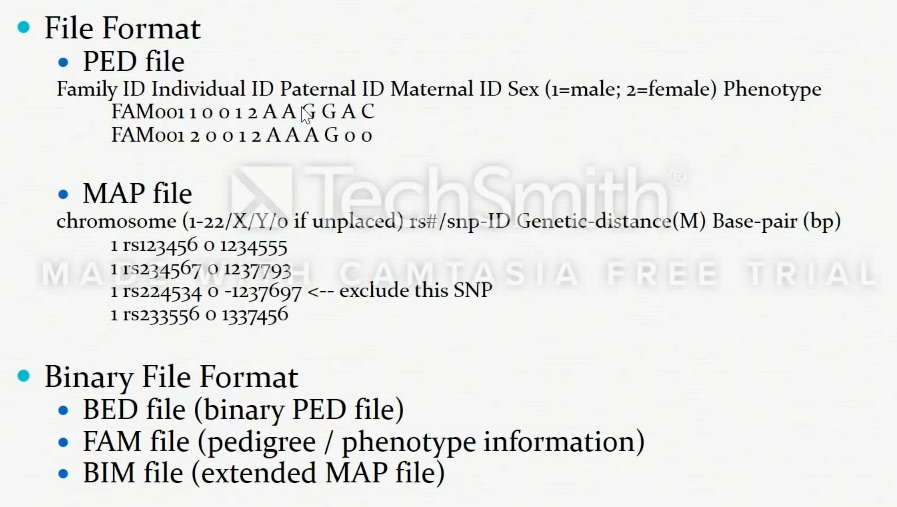 File Format
PED file
Family ID Individual ID Paternal ID Maternal ID Sex (1=male; 2=female) Phenotype
FAM001 1 0 0 1 2 A A G G A C
FAM001 2 0 0 1 2 A A A G 0 0
TechSmith®
MAP file
chromosome (1-22/X/Y/0 if unplaced) rs#/snp-ID Genetic-distance(M) Base-pair (bp)
1 rs123456 0 1234555
MADE WITH CAMTASIA FREE TRIAL
1 rs234567 0 1237793
1 rs224534 0 -1237697 <-- exclude this SNP
1 rs233556 0 1337456
Binary File Format
BED file (binary PED file)
FAM file (pedigree / phenotype information)
BIM file (extended MAP file)